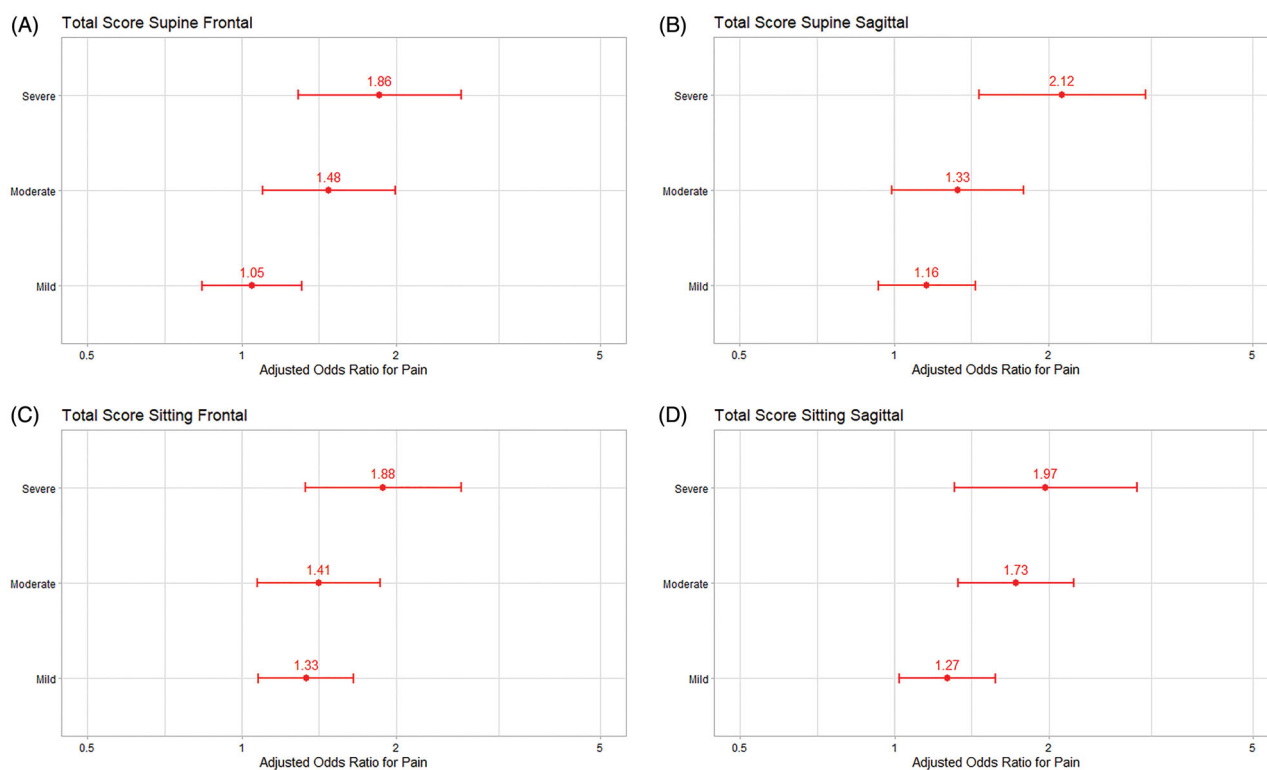 (A) Total Score Supine Frontal
Severe
1.86
Moderate
1.48
Mild
1.05
0.5 1 2 5
Adjusted Odds Ratio for Pain
(B) Total Score Supine Sagittal
Severe
2.12
Moderate
1.33
Mild
1.16
0.5 1 2 5
Adjusted Odds Ratio for Pain
(C) Total Score Sitting Frontal
Severe
1.88
Moderate
1.41
Mild
1.33
0.5 1 2 5
Adjusted Odds Ratio for Pain
(D) Total Score Sitting Sagittal
Severe
1.97
Moderate
1.73
Mild
1.27
0.5 1 2 5
Adjusted Odds Ratio for Pain